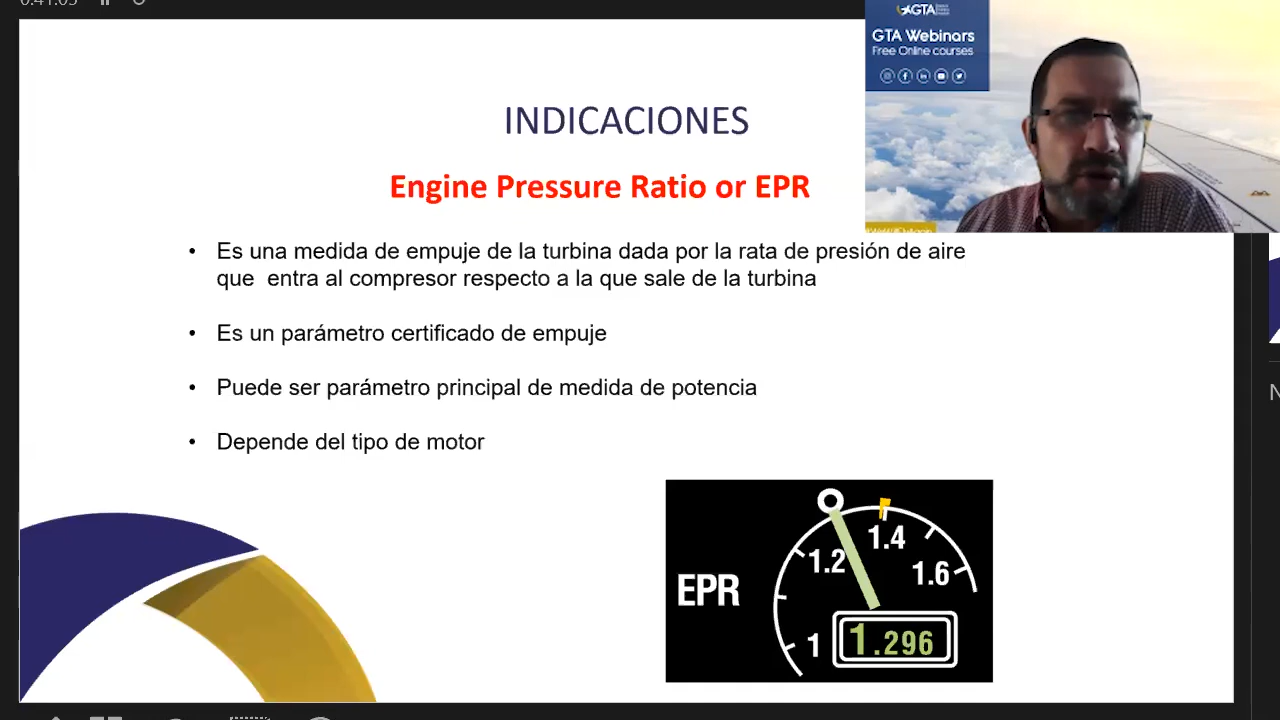 GTA
GTA Webinars
Free Online courses
INDICACIONES
Engine Pressure Ratio or EPR
• Es una medida de empuje de la turbina dada por la rata de presión de aire
que entra al compresor respecto a la que sale de la turbina
• Es un parámetro certificado de empuje
• Puede ser parámetro principal de medida de potencia
• Depende del tipo de motor
EPR
1
1.2
1.4
1.6
1.296